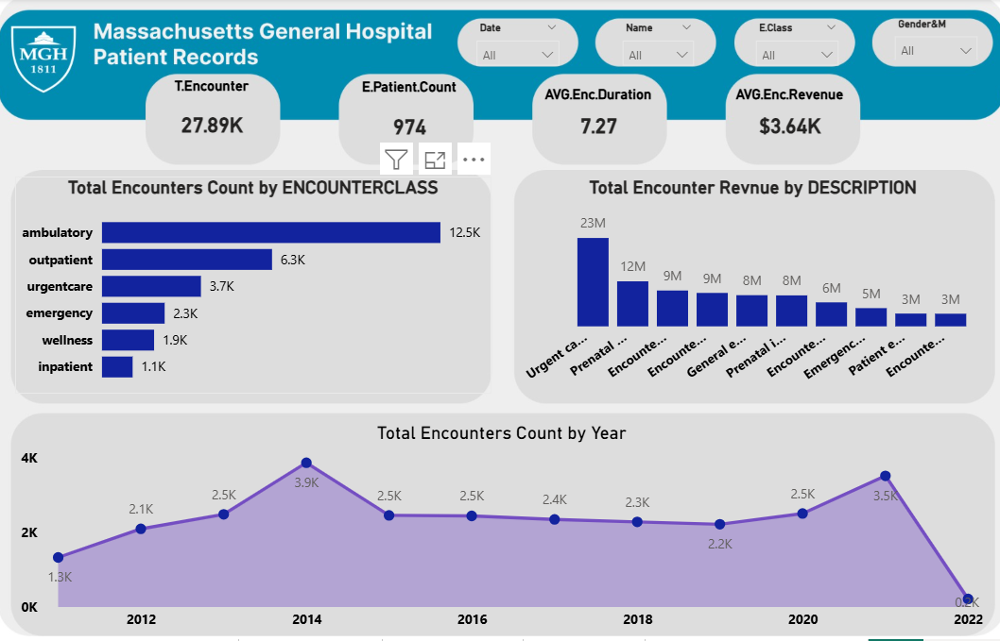 Massachusetts General Hospital
Patient Records
MGH
1811
Date
All
Name
All
E.Class
All
Gender&M
All
T.Encounter
27.89K
E.Patient.Count
974
AVG.Enc.Duration
7.27
AVG.Enc.Revenue
$3.64K
Total Encounters Count by ENCOUNTERCLASS
ambulatory 12.5K
outpatient 6.3K
urgentcare 3.7K
emergency 2.3K
wellness 1.9K
inpatient 1.1K
Total Encounter Revnue by DESCRIPTION
23M 12M 9M 9M 8M 8M 6M 5M 3M 3M
Urgent ca... Prenatal ... Encounte... Encounte... General e... Prenatal i... Encounte... Emergenc... Patient e... Encounte...
Total Encounters Count by Year
4K
2K
0K
1.3K 2.1K 2.5K 3.9K 2.5K 2.5K 2.4K 2.3K 2.2K 2.5K 3.5K 0.2K
2012 2014 2016 2018 2020 2022